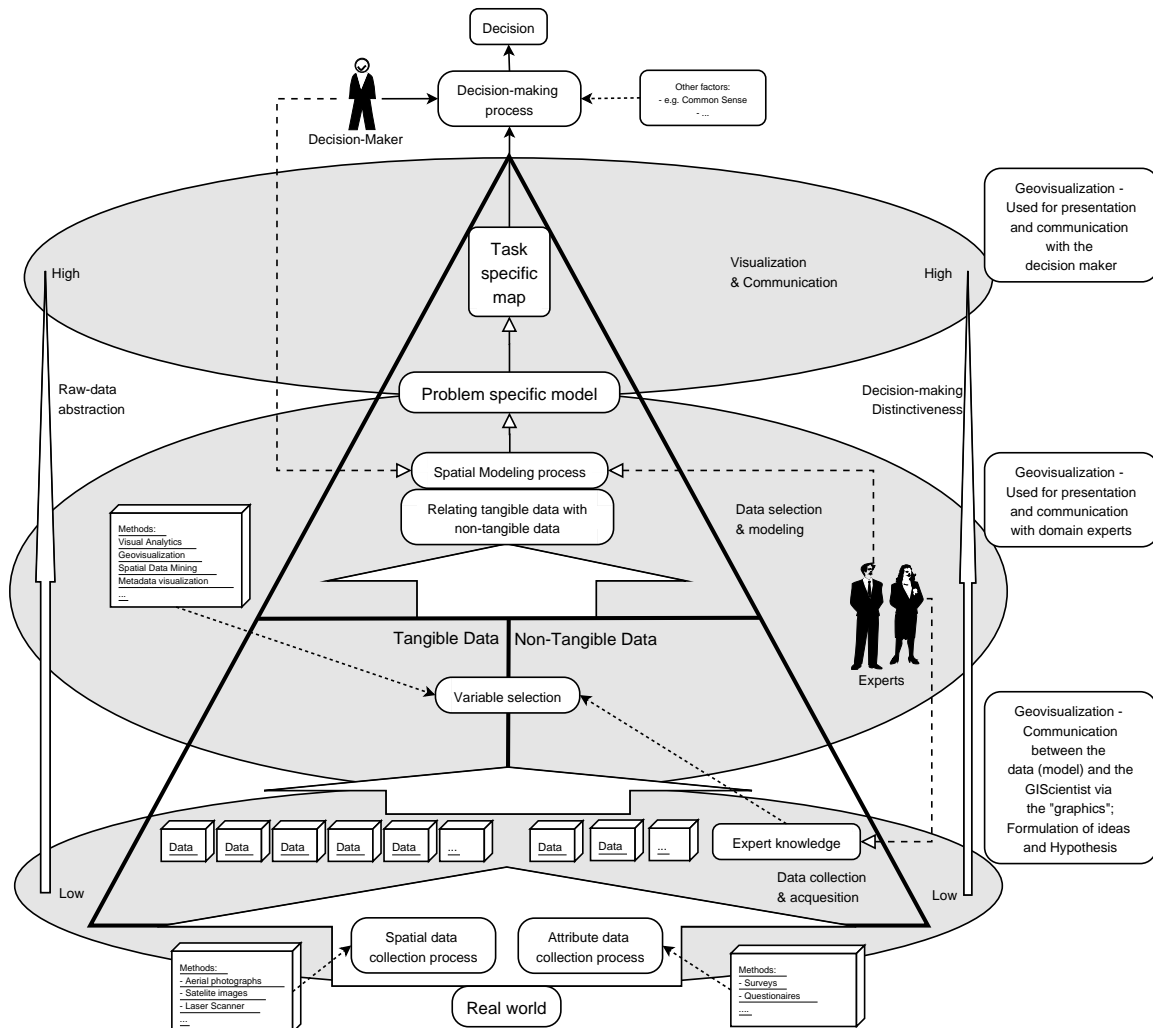 Decision
Decision-making
process
Other factors:
- e.g. Common Sense
- ...
Decision-Maker
Geovisualization -
Used for presentation
and communication
with the
decision maker
Task
specific
map
Visualization
& Communication
High
High
Raw-data
abstraction
Problem specific model
Decision-making
Distinctiveness
Spatial Modeling process
Relating tangible data with
non-tangible data
Data selection
& modeling
Geovisualization -
Used for presentation
and communication
with domain experts
Methods:
Visual Analytics
Geovisualization
Spatial Data Mining
Metadata visualization
...
Tangible Data
Non-Tangible Data
Experts
Variable selection
Geovisualization -
Communication
between the
data (model) and the
GIScientist via
the "graphics";
Formulation of ideas
and Hypothesis
Data
Data
Data
Data
Data
...
Data
Data
...
Expert knowledge
Data collection
& acquesition
Low
Low
Spatial data
collection process
Attribute data
collection process
Methods:
- Aerial photographs
- Satelite images
- Laser Scanner
...
Methods:
- Surveys
- Questionaires
....
Real world